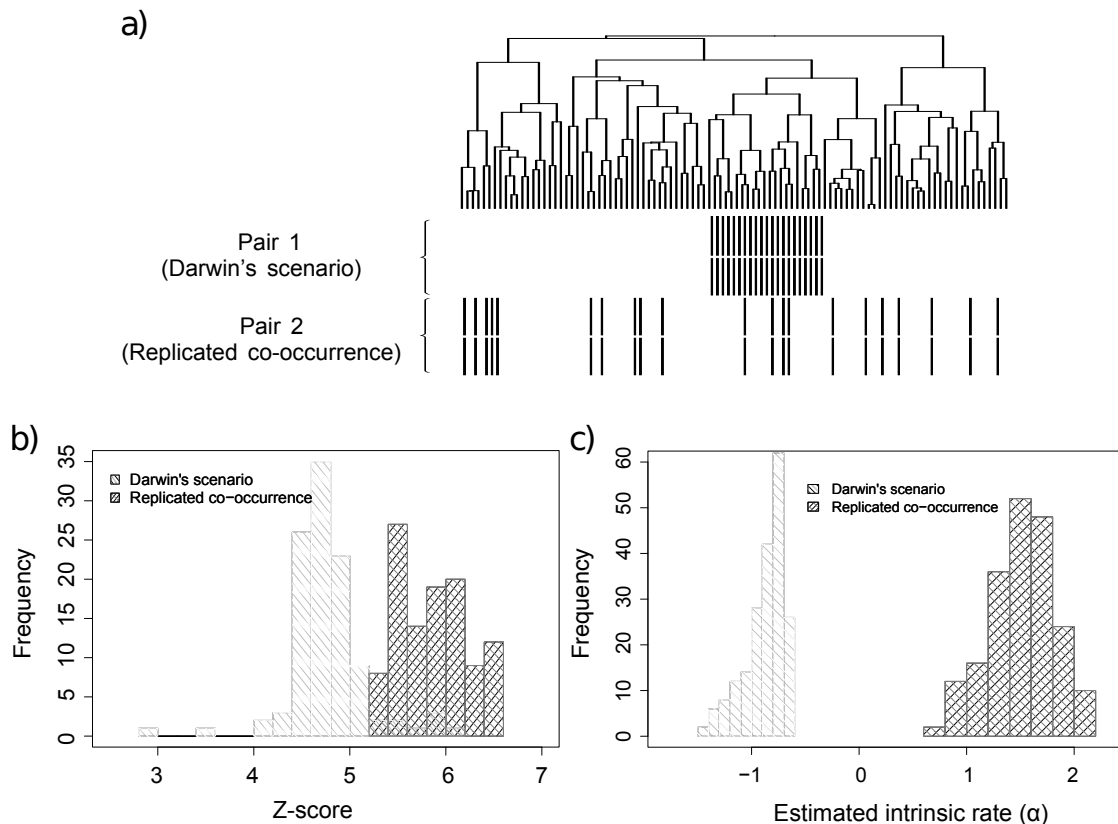 a)
Pair 1
(Darwin's scenario)
Pair 2
(Replicated co-occurrence)
b)
Darwin's scenario
Replicated co−occurrence
Frequency
0
5
10
15
20
25
30
35
3
4
5
6
7
Z-score
c)
Darwin's scenario
Replicated co−occurrence
Frequency
0
10
20
30
40
50
60
−1
0
1
2
Estimated intrinsic rate (α)